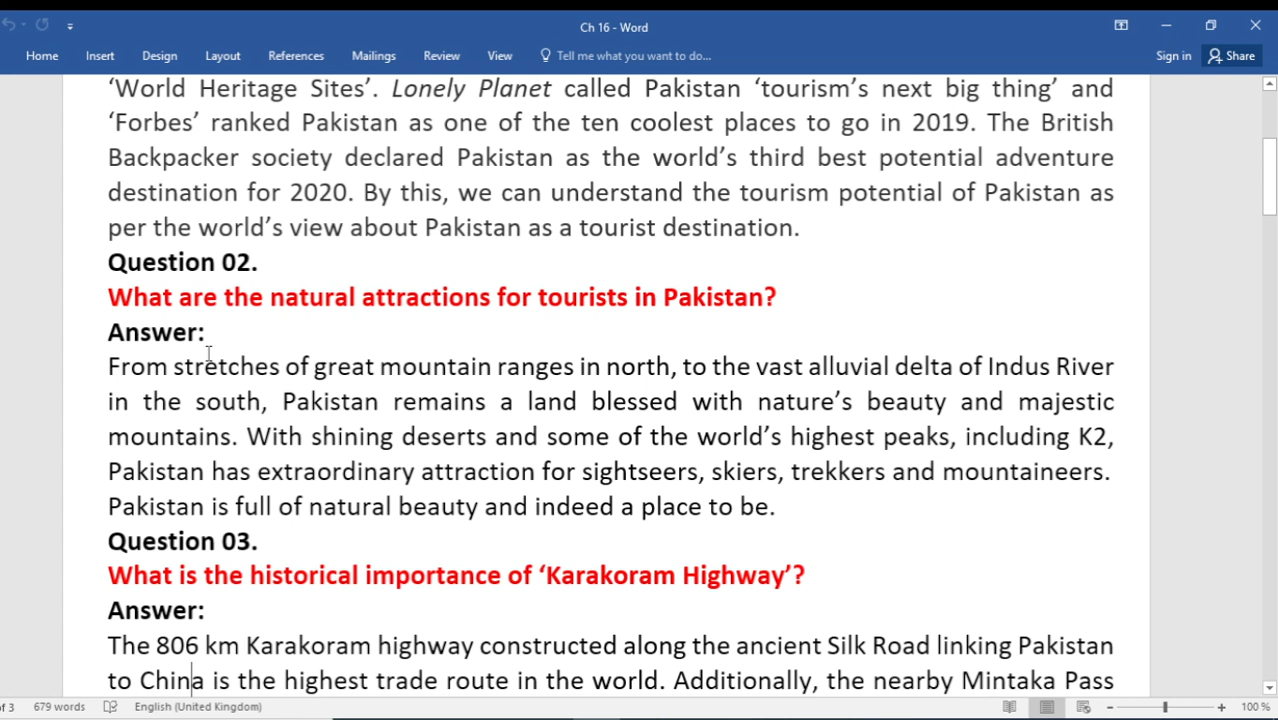 Ch 16 - Word
Home Insert Design Layout References Mailings Review View Tell me what you want to do... Sign in Share
‘World Heritage Sites’. Lonely Planet called Pakistan ‘tourism’s next big thing’ and
‘Forbes’ ranked Pakistan as one of the ten coolest places to go in 2019. The British
Backpacker society declared Pakistan as the world’s third best potential adventure
destination for 2020. By this, we can understand the tourism potential of Pakistan as
per the world’s view about Pakistan as a tourist destination.
Question 02.
What are the natural attractions for tourists in Pakistan?
Answer:
From stretches of great mountain ranges in north, to the vast alluvial delta of Indus River
in the south, Pakistan remains a land blessed with nature’s beauty and majestic
mountains. With shining deserts and some of the world’s highest peaks, including K2,
Pakistan has extraordinary attraction for sightseers, skiers, trekkers and mountaineers.
Pakistan is full of natural beauty and indeed a place to be.
Question 03.
What is the historical importance of ‘Karakoram Highway’?
Answer:
The 806 km Karakoram highway constructed along the ancient Silk Road linking Pakistan
to China is the highest trade route in the world. Additionally, the nearby Mintaka Pass
of 3 679 words English (United Kingdom) 100 %